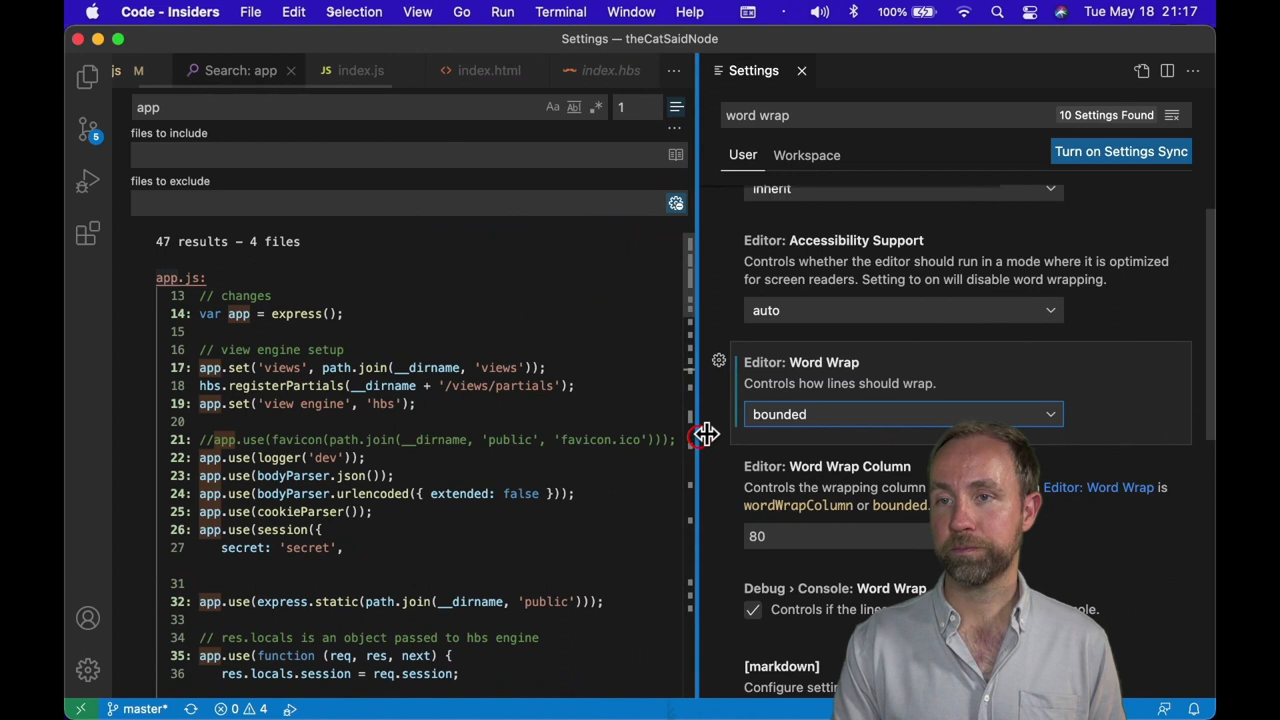 Code - Insiders File Edit Selection View Go Run Terminal Window Help 100% Tue May 18 21:17
Settings — theCatSaidNode
js M Search: app index.js index.html index.hbs Settings
app 1
word wrap 10 Settings Found
files to include
User Workspace Turn on Settings Sync
files to exclude
47 results - 4 files
app.js:
13 // changes
14: var app = express();
15
16 // view engine setup
17: app.set('views', path.join(__dirname, 'views'));
18 hbs.registerPartials(__dirname + '/views/partials');
19: app.set('view engine', 'hbs');
20
21: //app.use(favicon(path.join(__dirname, 'public', 'favicon.ico')));
22: app.use(logger('dev'));
23: app.use(bodyParser.json());
24: app.use(bodyParser.urlencoded({ extended: false }));
25: app.use(cookieParser());
26: app.use(session({
27 secret: 'secret',
31
32: app.use(express.static(path.join(__dirname, 'public')));
33
34 // res.locals is an object passed to hbs engine
35: app.use(function (req, res, next) {
36 res.locals.session = req.session;
inherit
Editor: Accessibility Support
Controls whether the editor should run in a mode where it is optimized
for screen readers. Setting to on will disable word wrapping.
auto
Editor: Word Wrap
Controls how lines should wrap.
bounded
Editor: Word Wrap Column
Controls the wrapping column Editor: Word Wrap is
wordWrapColumn or bounded.
80
Debug › Console: Word Wrap
Controls if the lines
[markdown]
Configure
master* 0 4
5